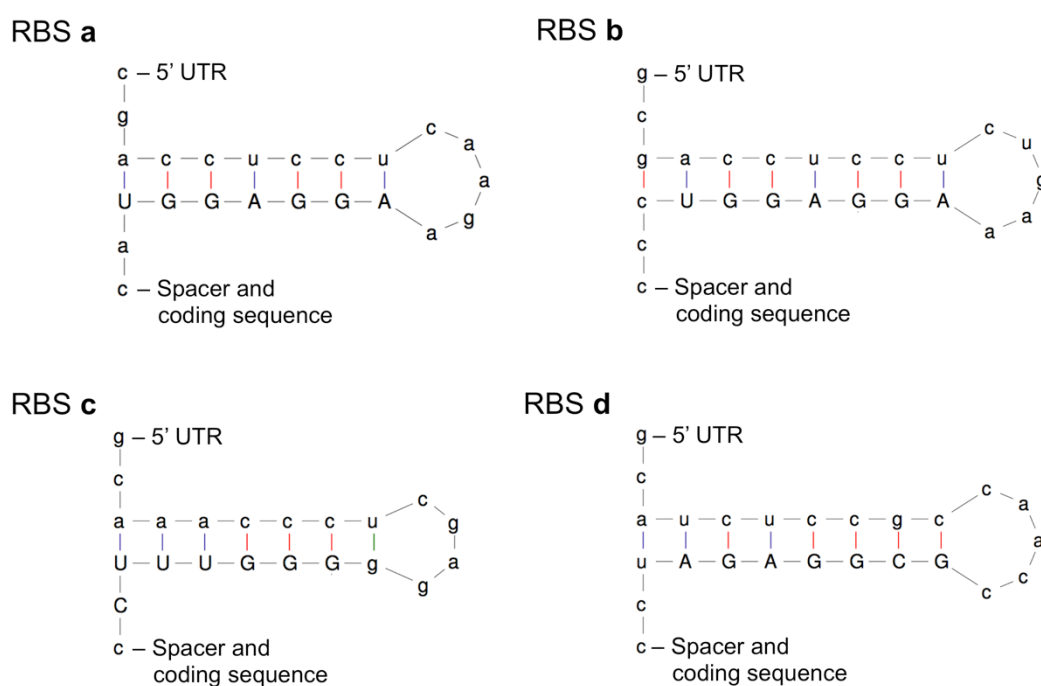 RBS a
c – 5' UTR
g
a – c – c – u – c – c – u
c a a g a
U – G – G – A – G – G – A
a
c – Spacer and
coding sequence
RBS b
g – 5' UTR
c
g – a – c – c – u – c – c – u
c u g a a
c – U – G – G – A – G – G – A
c
c – Spacer and
coding sequence
RBS c
g – 5' UTR
c
a – a – a – c – c – c – u
c g a g
U – U – U – G – G – G – g
C
c – Spacer and
coding sequence
RBS d
g – 5' UTR
c
a – u – c – u – c – c – g – c
c a a c c
u – A – G – A – G – G – C – G
c
c – Spacer and
coding sequence